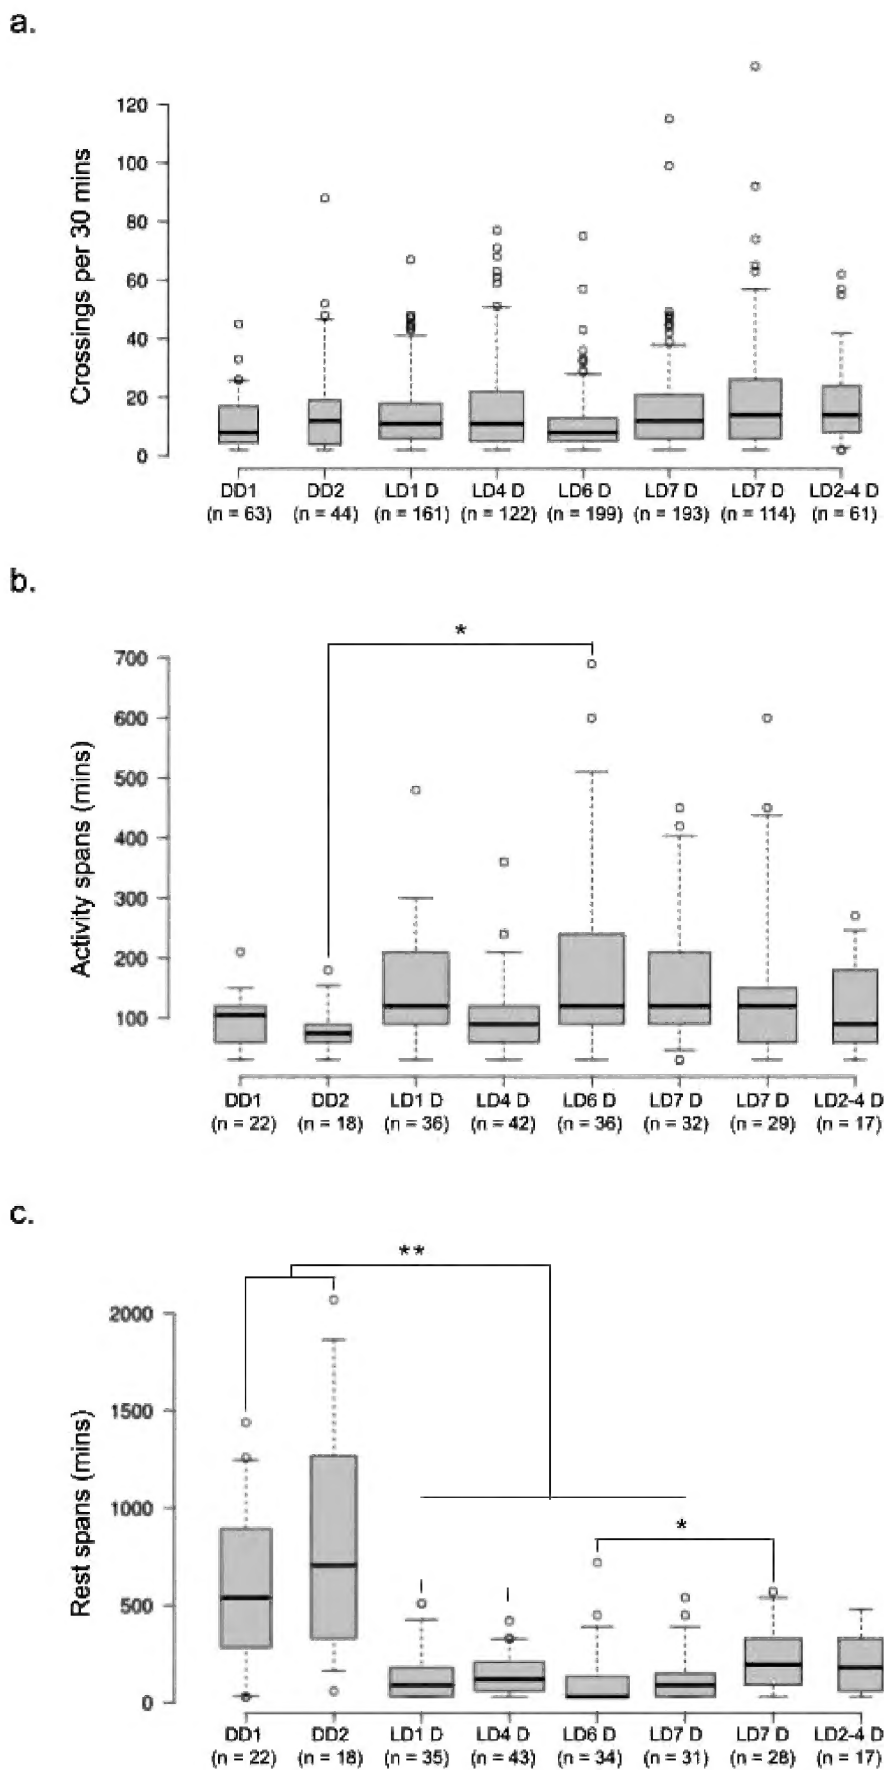 a.
120
100
80
60
40
20
0
Crossings per 30 mins
DD1 DD2 LD1 D LD4 D LD6 D LD7 D LD7 D LD2-4 D
(n = 63) (n = 44) (n = 161) (n = 122) (n = 199) (n = 193) (n = 114) (n = 61)
b.
*
700
600
500
400
300
200
100
Activity spans (mins)
DD1 DD2 LD1 D LD4 D LD6 D LD7 D LD7 D LD2-4 D
(n = 22) (n = 18) (n = 36) (n = 42) (n = 36) (n = 32) (n = 29) (n = 17)
c.
**
2000
1500
1000
500
0
Rest spans (mins)
*
DD1 DD2 LD1 D LD4 D LD6 D LD7 D LD7 D LD2-4 D
(n = 22) (n = 18) (n = 35) (n = 43) (n = 34) (n = 31) (n = 28) (n = 17)